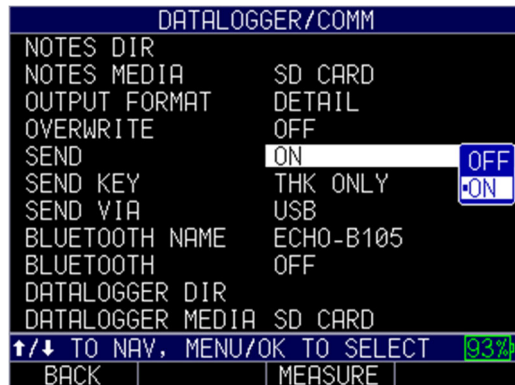 DATALOGGER/COMM
NOTES DIR
NOTES MEDIA SD CARD
OUTPUT FORMAT DETAIL
OVERWRITE OFF
SEND ON OFF
SEND KEY THK ONLY ▪ON
SEND VIA USB
BLUETOOTH NAME ECHO-B105
BLUETOOTH OFF
DATALOGGER DIR
DATALOGGER MEDIA SD CARD
↑/↓ TO NAV, MENU/OK TO SELECT 93%
BACK MEASURE